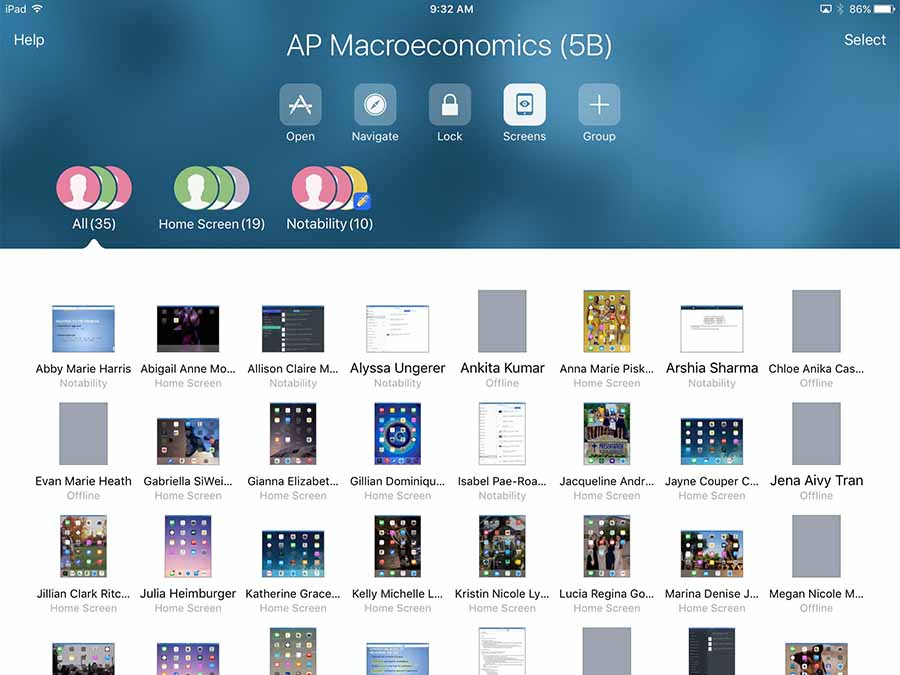 iPad 9:32 AM 86%
Help AP Macroeconomics (5B) Select
Open Navigate Lock Screens Group
All (35) Home Screen (19) Notability (10)
Abby Marie Harris Abigail Anne Mo... Allison Claire M... Alyssa Ungerer Ankita Kumar Anna Marie Pisk... Arshia Sharma Chloe Anika Cas...
Notability Home Screen Notability Notability Offline Home Screen Notability Offline
Evan Marie Heath Gabriella SiWei... Gianna Elizabet... Gillian Dominiqu... Isabel Pae-Roa... Jacqueline Andr... Jayne Couper C... Jena Aivy Tran
Offline Home Screen Home Screen Home Screen Notability Home Screen Home Screen Offline
Jillian Clark Ritc... Julia Heimburger Katherine Grace... Kelly Michelle L... Kristin Nicole Ly... Lucia Regina Go... Marina Denise J... Megan Nicole M...
Home Screen Home Screen Home Screen Home Screen Home Screen Home Screen Home Screen Offline